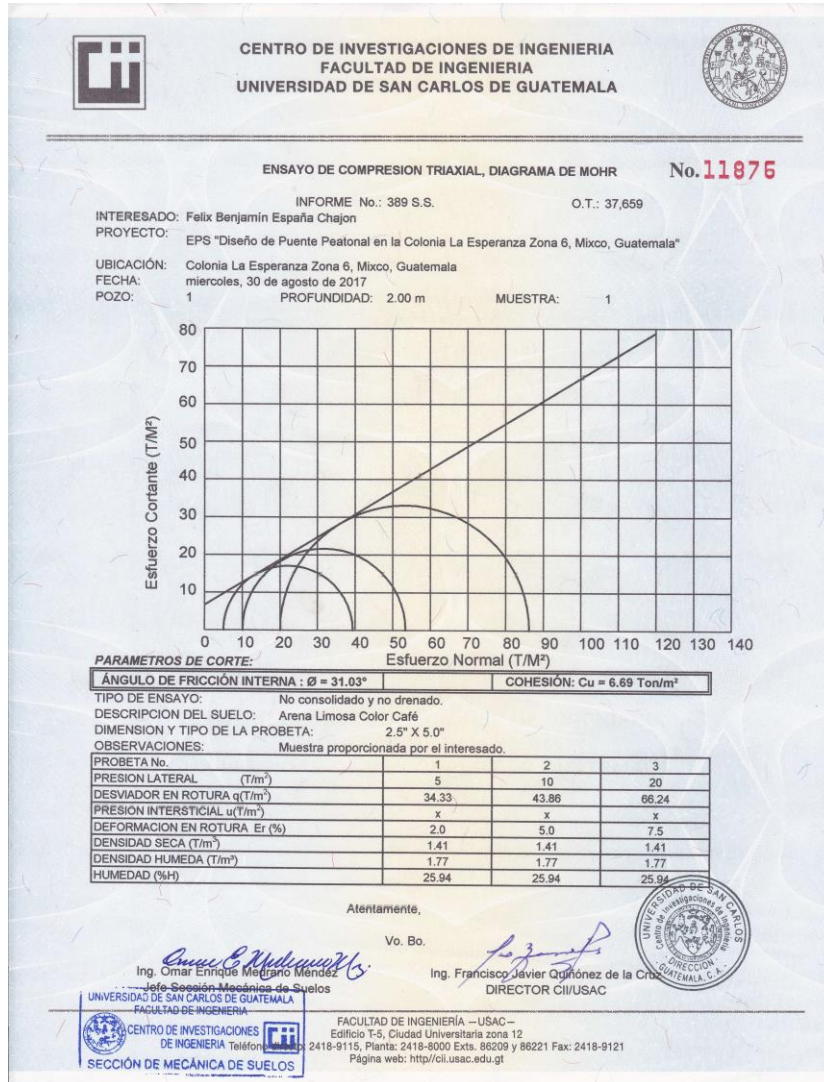 CENTRO DE INVESTIGACIONES DE INGENIERIA
FACULTAD DE INGENIERIA
UNIVERSIDAD DE SAN CARLOS DE GUATEMALA
ENSAYO DE COMPRESION TRIAXIAL, DIAGRAMA DE MOHR No.11876
INFORME No.: 389 S.S. O.T.: 37,659
INTERESADO: Felix Benjamín España Chajon
PROYECTO: EPS "Diseño de Puente Peatonal en la Colonia La Esperanza Zona 6, Mixco, Guatemala"
UBICACIÓN: Colonia La Esperanza Zona 6, Mixco, Guatemala
FECHA: miercoles, 30 de agosto de 2017
POZO: 1 PROFUNDIDAD: 2.00 m MUESTRA: 1
Esfuerzo Cortante (T/M²)
80
70
60
50
40
30
20
10
0 10 20 30 40 50 60 70 80 90 100 110 120 130 140
Esfuerzo Normal (T/M²)
PARAMETROS DE CORTE:
ÁNGULO DE FRICCIÓN INTERNA : Ø = 31.03° COHESIÓN: Cu = 6.69 Ton/m²
TIPO DE ENSAYO: No consolidado y no drenado.
DESCRIPCION DEL SUELO: Arena Limosa Color Café
DIMENSION Y TIPO DE LA PROBETA: 2.5" X 5.0"
OBSERVACIONES: Muestra proporcionada por el interesado.
PROBETA No. 1 2 3
PRESION LATERAL (T/m²) 5 10 20
DESVIADOR EN ROTURA q(T/m²) 34.33 43.86 66.24
PRESION INTERSTICIAL u(T/m²) x x x
DEFORMACION EN ROTURA Er (%) 2.0 5.0 7.5
DENSIDAD SECA (T/m³) 1.41 1.41 1.41
DENSIDAD HUMEDA (T/m³) 1.77 1.77 1.77
HUMEDAD (%H) 25.94 25.94 25.94
Atentamente,
Vo. Bo.
Ing. Omar Enrique Medrano Méndez
Jefe Sección Mecánica de Suelos
Ing. Francisco Javier Quiñónez de la Cruz
DIRECTOR CII/USAC
UNIVERSIDAD DE SAN CARLOS
Centro de Investigaciones de Ingeniería
DIRECCION
GUATEMALA, C. A.
UNIVERSIDAD DE SAN CARLOS DE GUATEMALA
FACULTAD DE INGENIERIA
CENTRO DE INVESTIGACIONES
DE INGENIERIA
SECCIÓN DE MECÁNICA DE SUELOS
FACULTAD DE INGENIERÍA —USAC—
Edificio T-5, Ciudad Universitaria zona 12
Teléfono 2418-9115, Planta: 2418-8000 Exts. 86209 y 86221 Fax: 2418-9121
Página web: http//cii.usac.edu.gt